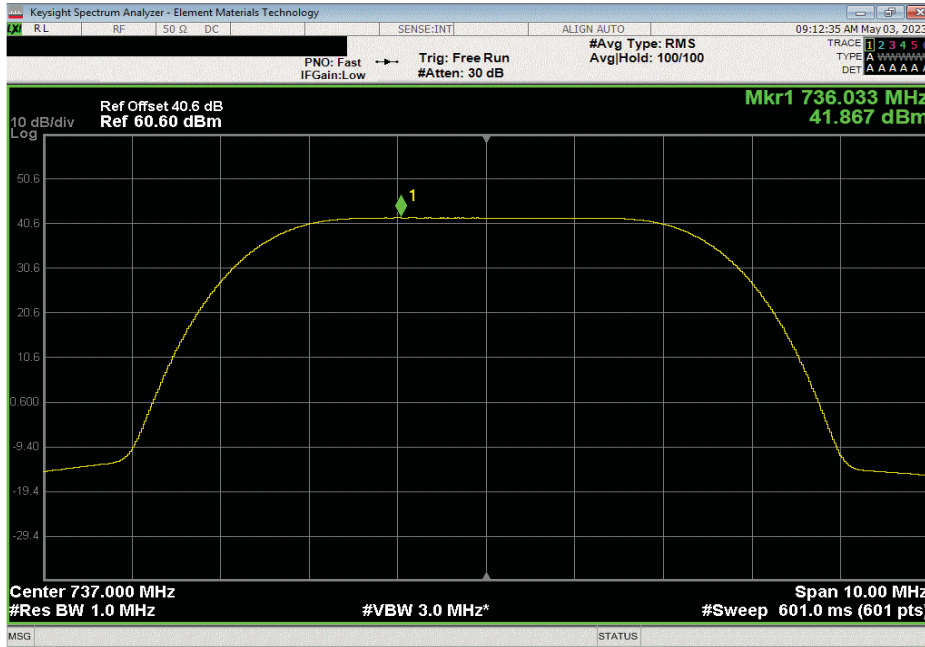 Keysight Spectrum Analyzer - Element Materials Technology
LXI RL RF 50 Ω DC SENSE:INT ALIGN AUTO 09:12:35 AM May 03, 2023
#Avg Type: RMS TRACE 1 2 3 4 5 6
PNO: Fast Trig: Free Run Avg|Hold: 100/100 TYPE A WWWWW
IFGain:Low #Atten: 30 dB DET A A A A A A
Mkr1 736.033 MHz
Ref Offset 40.6 dB
10 dB/div Ref 60.60 dBm 41.867 dBm
Log
1
50.6
40.6
30.6
20.6
10.6
0.600
-9.40
-19.4
-29.4
Center 737.000 MHz Span 10.00 MHz
#Res BW 1.0 MHz #VBW 3.0 MHz* #Sweep 601.0 ms (601 pts)
MSG STATUS